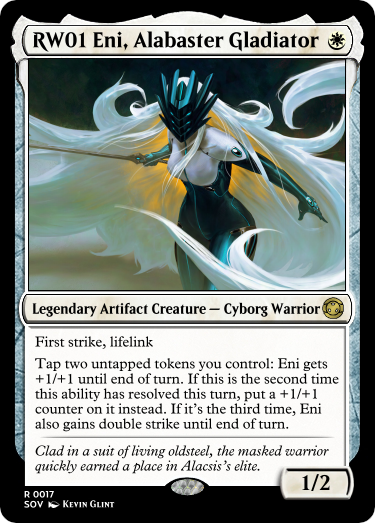 RW01 Eni, Alabaster Gladiator
Legendary Artifact Creature — Cyborg Warrior
First strike, lifelink
Tap two untapped tokens you control: Eni gets
+1/+1 until end of turn. If this is the second time
this ability has resolved this turn, put a +1/+1
counter on it instead. If it's the third time, Eni
also gains double strike until end of turn.
Clad in a suit of living oldsteel, the masked warrior
quickly earned a place in Alacsis's elite.
1/2
R 0017
SOV Kevin Glint